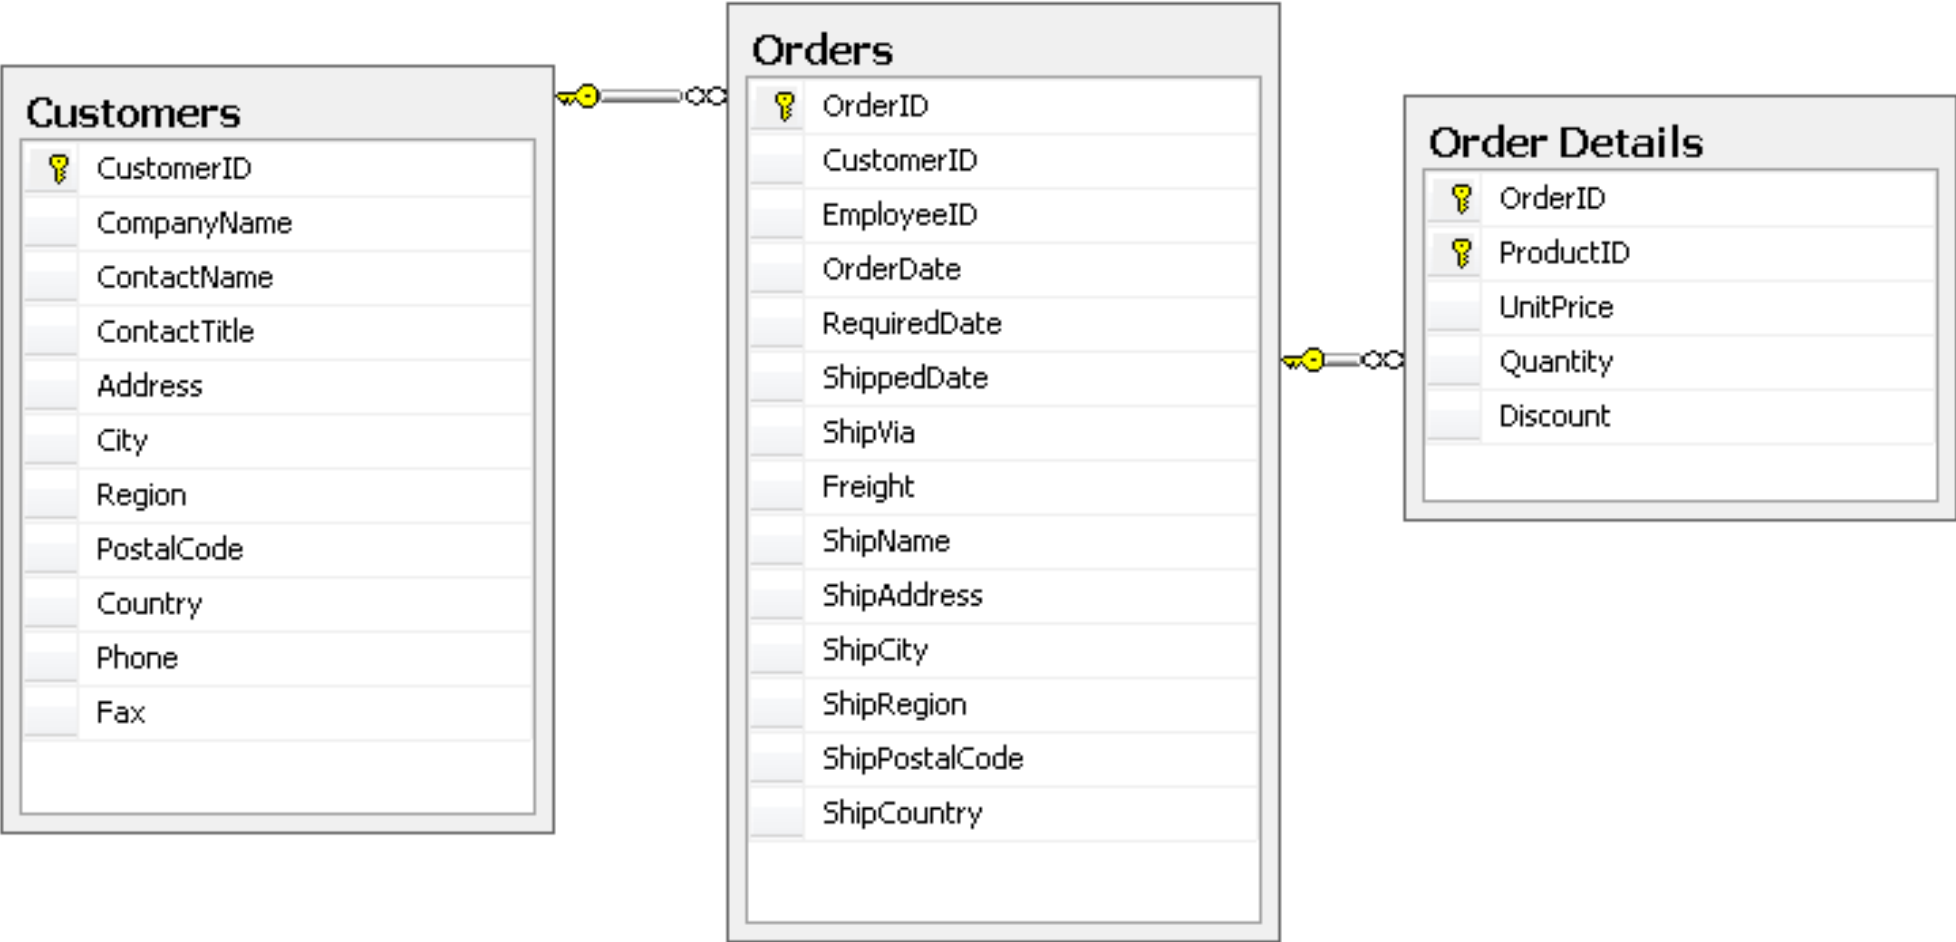 Customers
CustomerID
CompanyName
ContactName
ContactTitle
Address
City
Region
PostalCode
Country
Phone
Fax
Orders
OrderID
CustomerID
EmployeeID
OrderDate
RequiredDate
ShippedDate
ShipVia
Freight
ShipName
ShipAddress
ShipCity
ShipRegion
ShipPostalCode
ShipCountry
Order Details
OrderID
ProductID
UnitPrice
Quantity
Discount